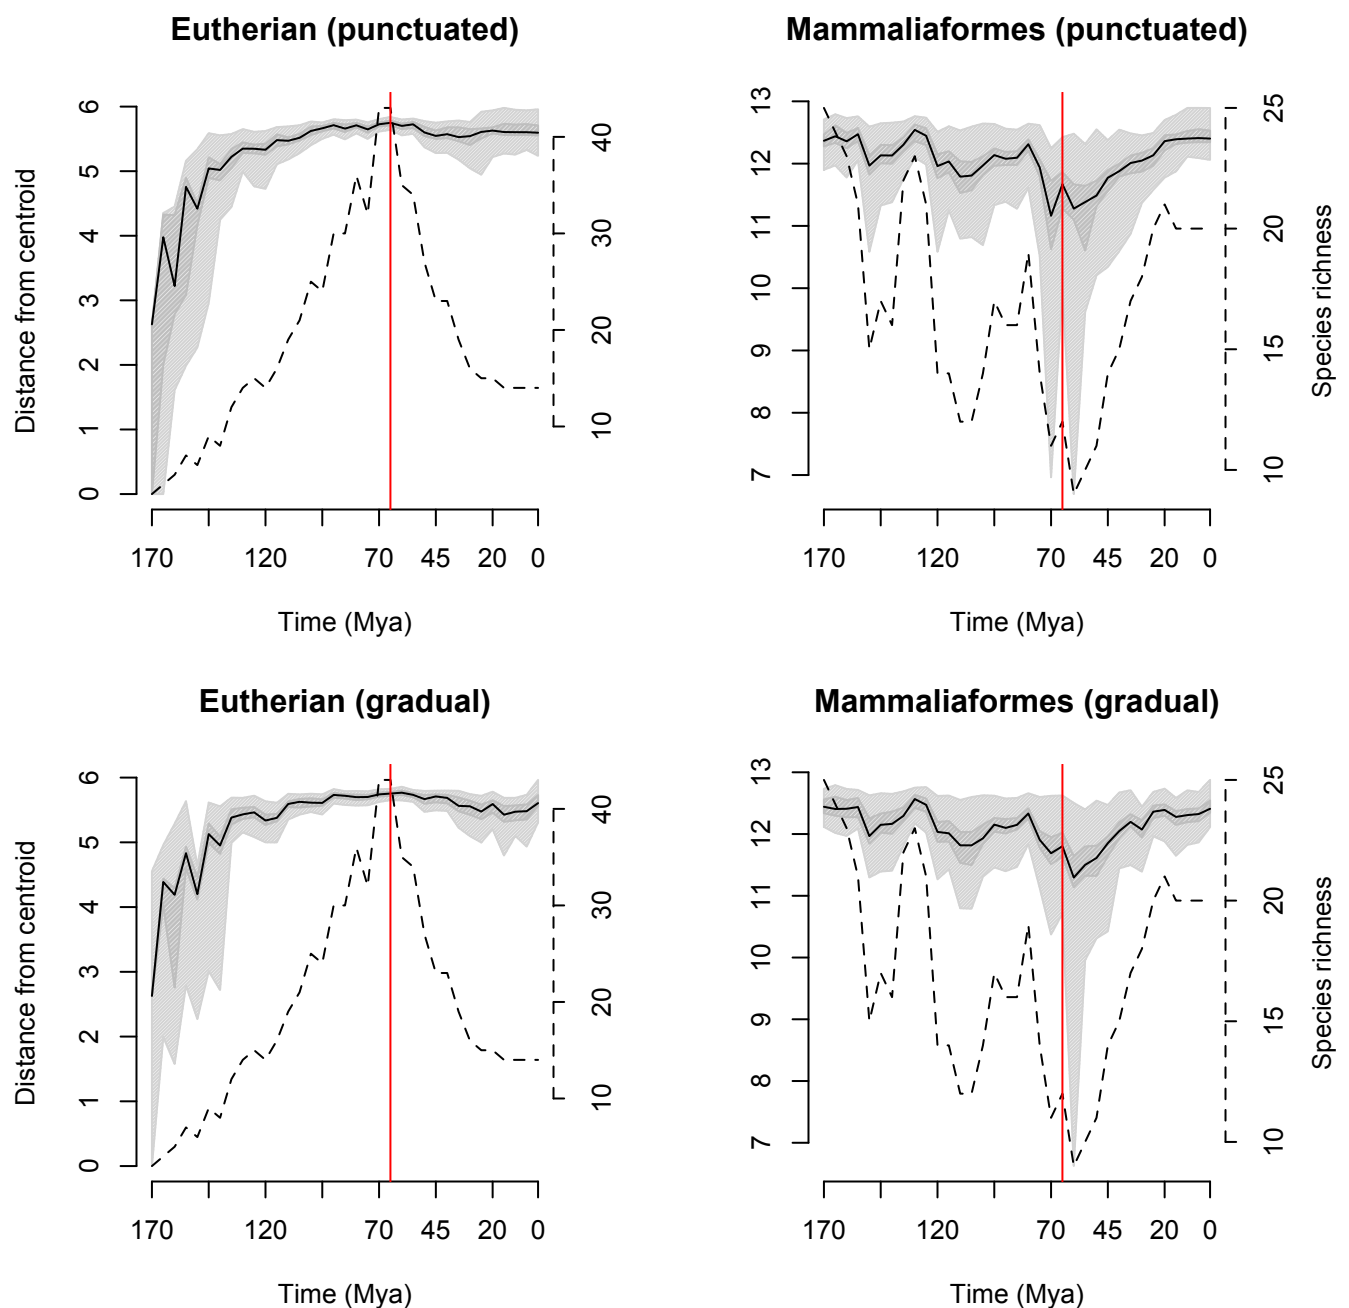 Eutherian (punctuated)
Mammaliaformes (punctuated)
Distance from centroid
0 1 2 3 4 5 6
10 20 30 40
170 120 70 45 20 0
Time (Mya)
7 8 9 10 11 12 13
10 15 20 25
Species richness
170 120 70 45 20 0
Time (Mya)
Eutherian (gradual)
Mammaliaformes (gradual)
Distance from centroid
0 1 2 3 4 5 6
10 20 30 40
170 120 70 45 20 0
Time (Mya)
7 8 9 10 11 12 13
10 15 20 25
Species richness
170 120 70 45 20 0
Time (Mya)